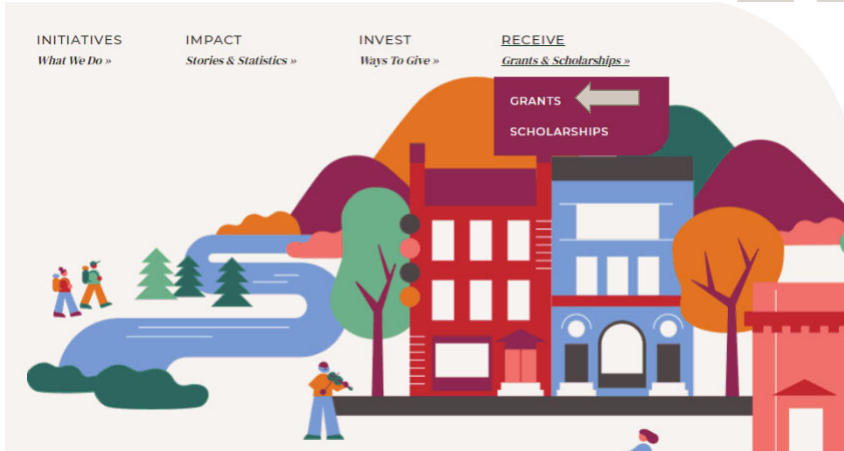 INITIATIVES
What We Do »
IMPACT
Stories & Statistics »
INVEST
Ways To Give »
RECEIVE
Grants & Scholarships »
GRANTS
SCHOLARSHIPS